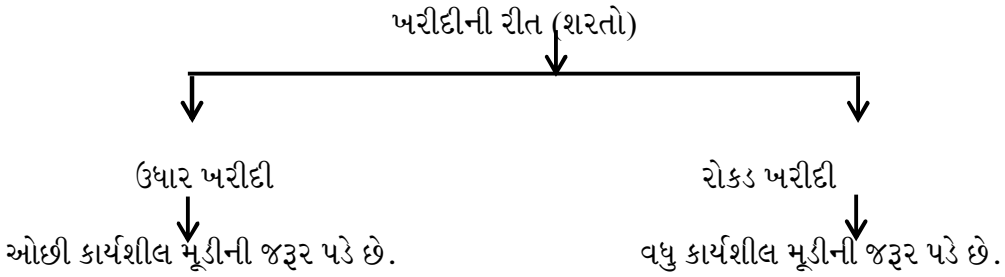 ખરીદીની રીત (શરતો)
ઉધાર ખરીદી રોકડ ખરીદી
ઓછી કાર્યશીલ મૂડીની જરૂર પડે છે. વધુ કાર્યશીલ મૂડીની જરૂર પડે છે.